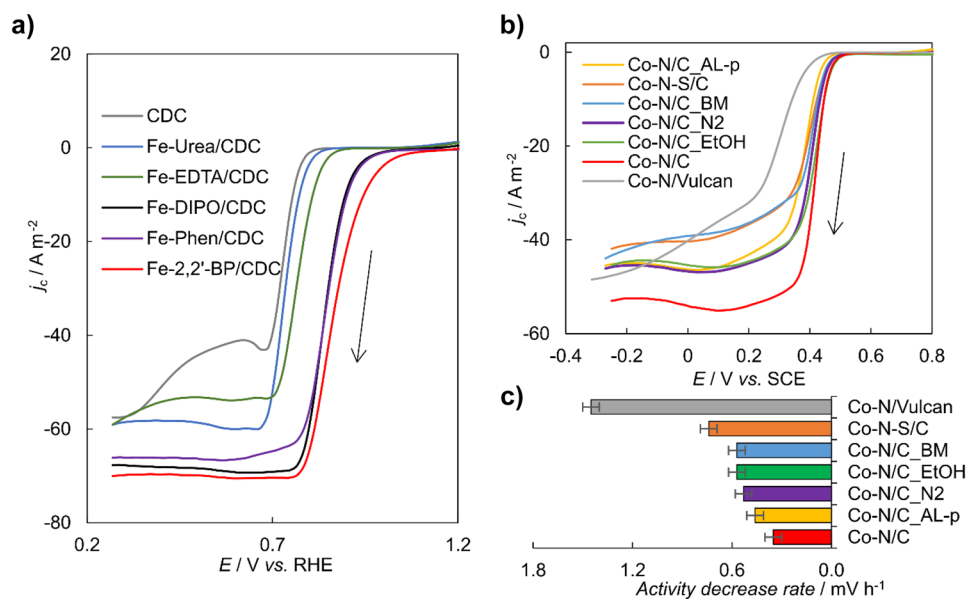 a)
20
0
-20
-40
-60
-80
j_c / A m⁻²
CDC
Fe-Urea/CDC
Fe-EDTA/CDC
Fe-DIPO/CDC
Fe-Phen/CDC
Fe-2,2'-BP/CDC
0.2
0.7
1.2
E / V vs. RHE
b)
0
-20
-40
-60
j_c / A m⁻²
Co-N/C_AL-p
Co-N-S/C
Co-N/C_BM
Co-N/C_N2
Co-N/C_EtOH
Co-N/C
Co-N/Vulcan
-0.4
-0.2
0
0.2
0.4
0.6
0.8
E / V vs. SCE
c)
Co-N/Vulcan
Co-N-S/C
Co-N/C_BM
Co-N/C_EtOH
Co-N/C_N2
Co-N/C_AL-p
Co-N/C
1.8
1.2
0.6
0.0
Activity decrease rate / mV h⁻¹